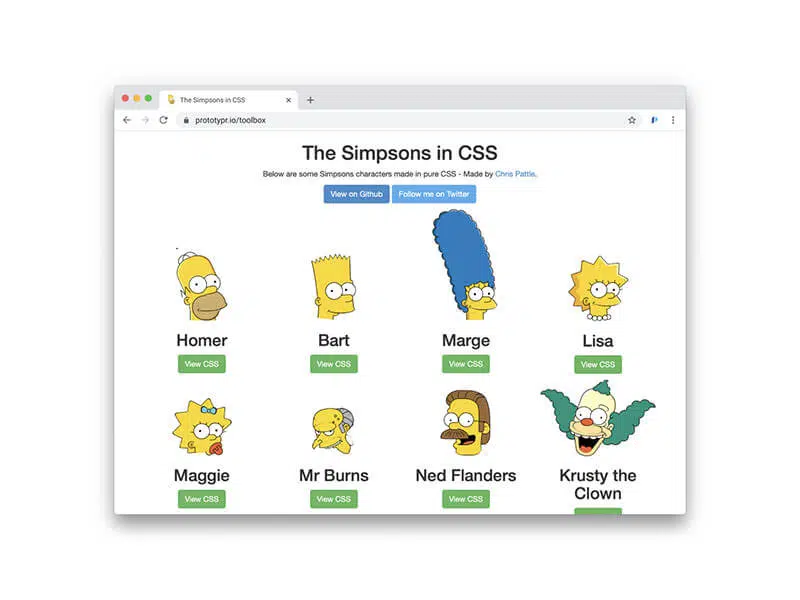 The Simpsons in CSS
prototypr.io/toolbox
The Simpsons in CSS
Below are some Simpsons characters made in pure CSS - Made by Chris Pattle.
View on Github Follow me on Twitter
Homer Bart Marge Lisa
View CSS View CSS View CSS View CSS
Maggie Mr Burns Ned Flanders Krusty the
Clown
View CSS View CSS View CSS